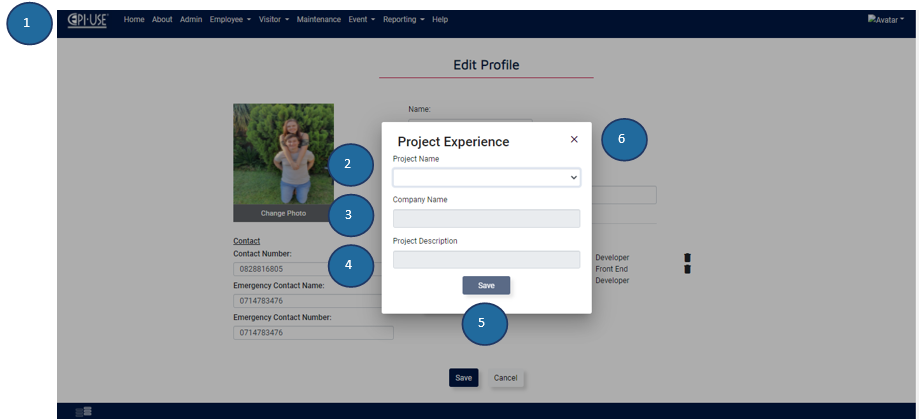 1
EPI-USE Home About Admin Employee Visitor Maintenance Event Reporting Help Avatar
Edit Profile
Name:
6
Project Experience ×
2
Project Name
Change Photo
3
Company Name
Contact
Contact Number:
4
Project Description
0828816805
Developer
Front End
Developer
Emergency Contact Name:
Save
0714783476
Emergency Contact Number:
5
0714783476
Save Cancel